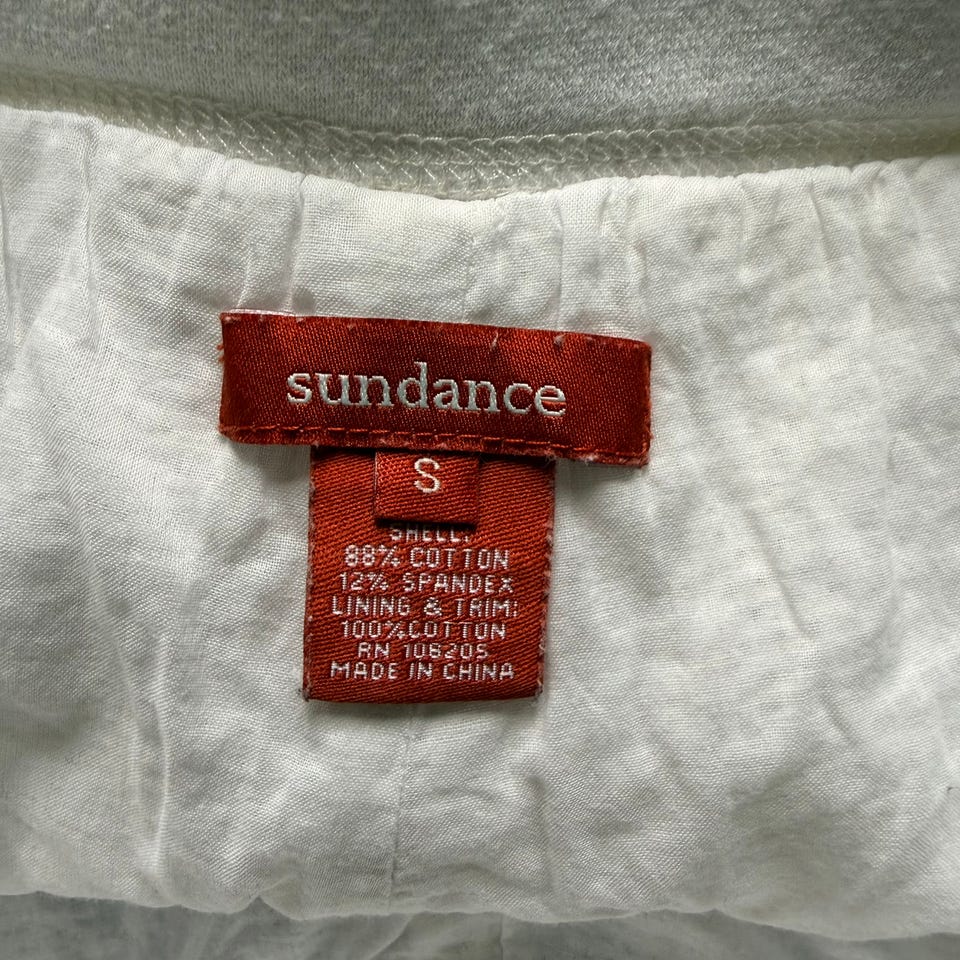 sundance
S
SHELL:
88% COTTON
12% SPANDEX
LINING & TRIM:
100% COTTON
RN 108205
MADE IN CHINA